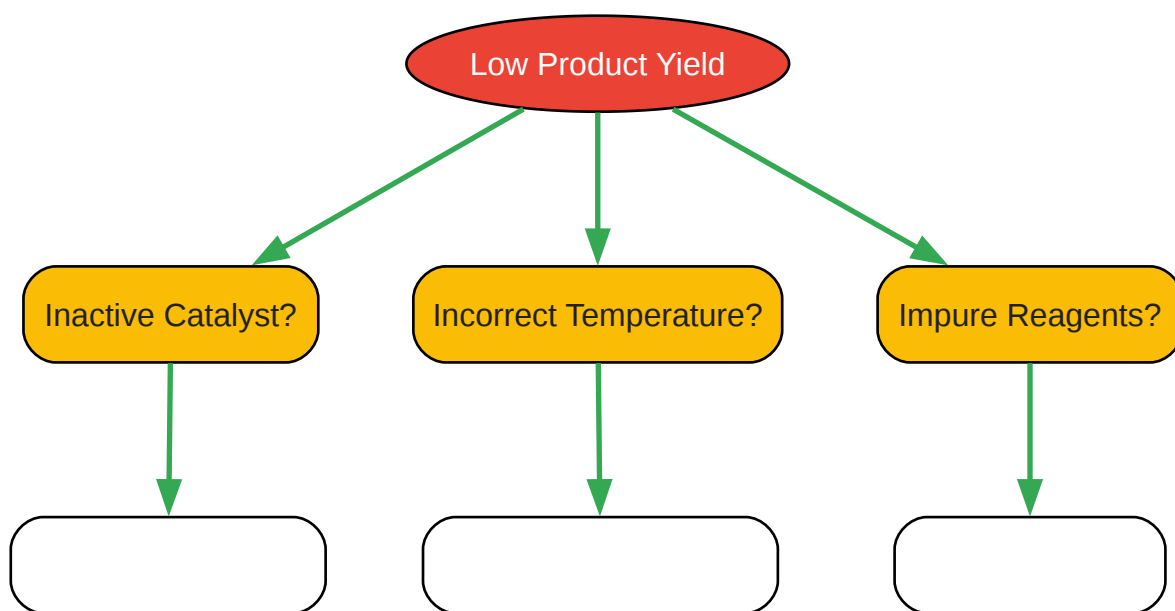 Low Product Yield
Inactive Catalyst?
Incorrect Temperature?
Impure Reagents?